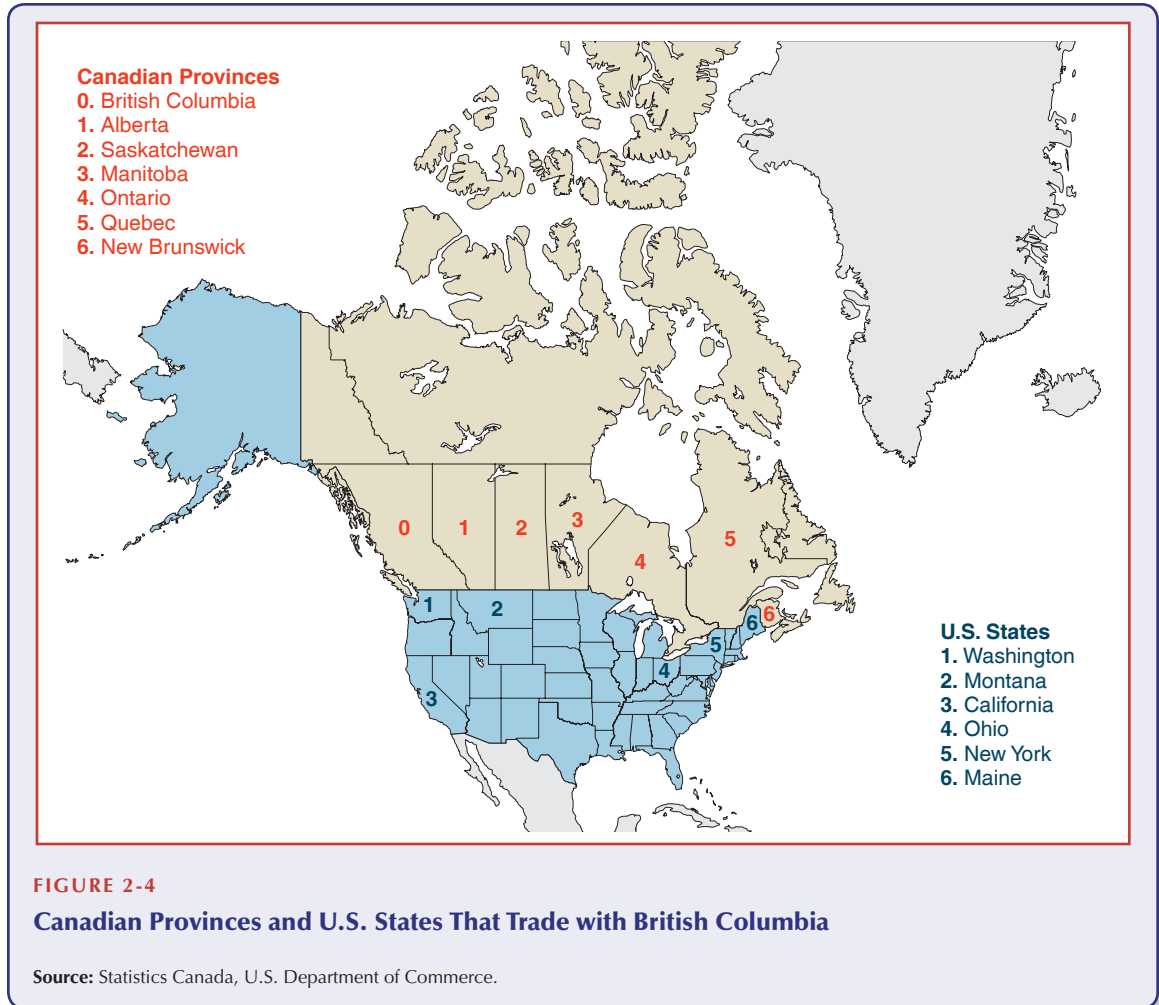 Canadian Provinces
0. British Columbia
1. Alberta
2. Saskatchewan
3. Manitoba
4. Ontario
5. Quebec
6. New Brunswick
0
1
2
3
4
5
6
1
2
3
4
5
6
U.S. States
1. Washington
2. Montana
3. California
4. Ohio
5. New York
6. Maine
FIGURE 2-4
Canadian Provinces and U.S. States That Trade with British Columbia
Source: Statistics Canada, U.S. Department of Commerce.